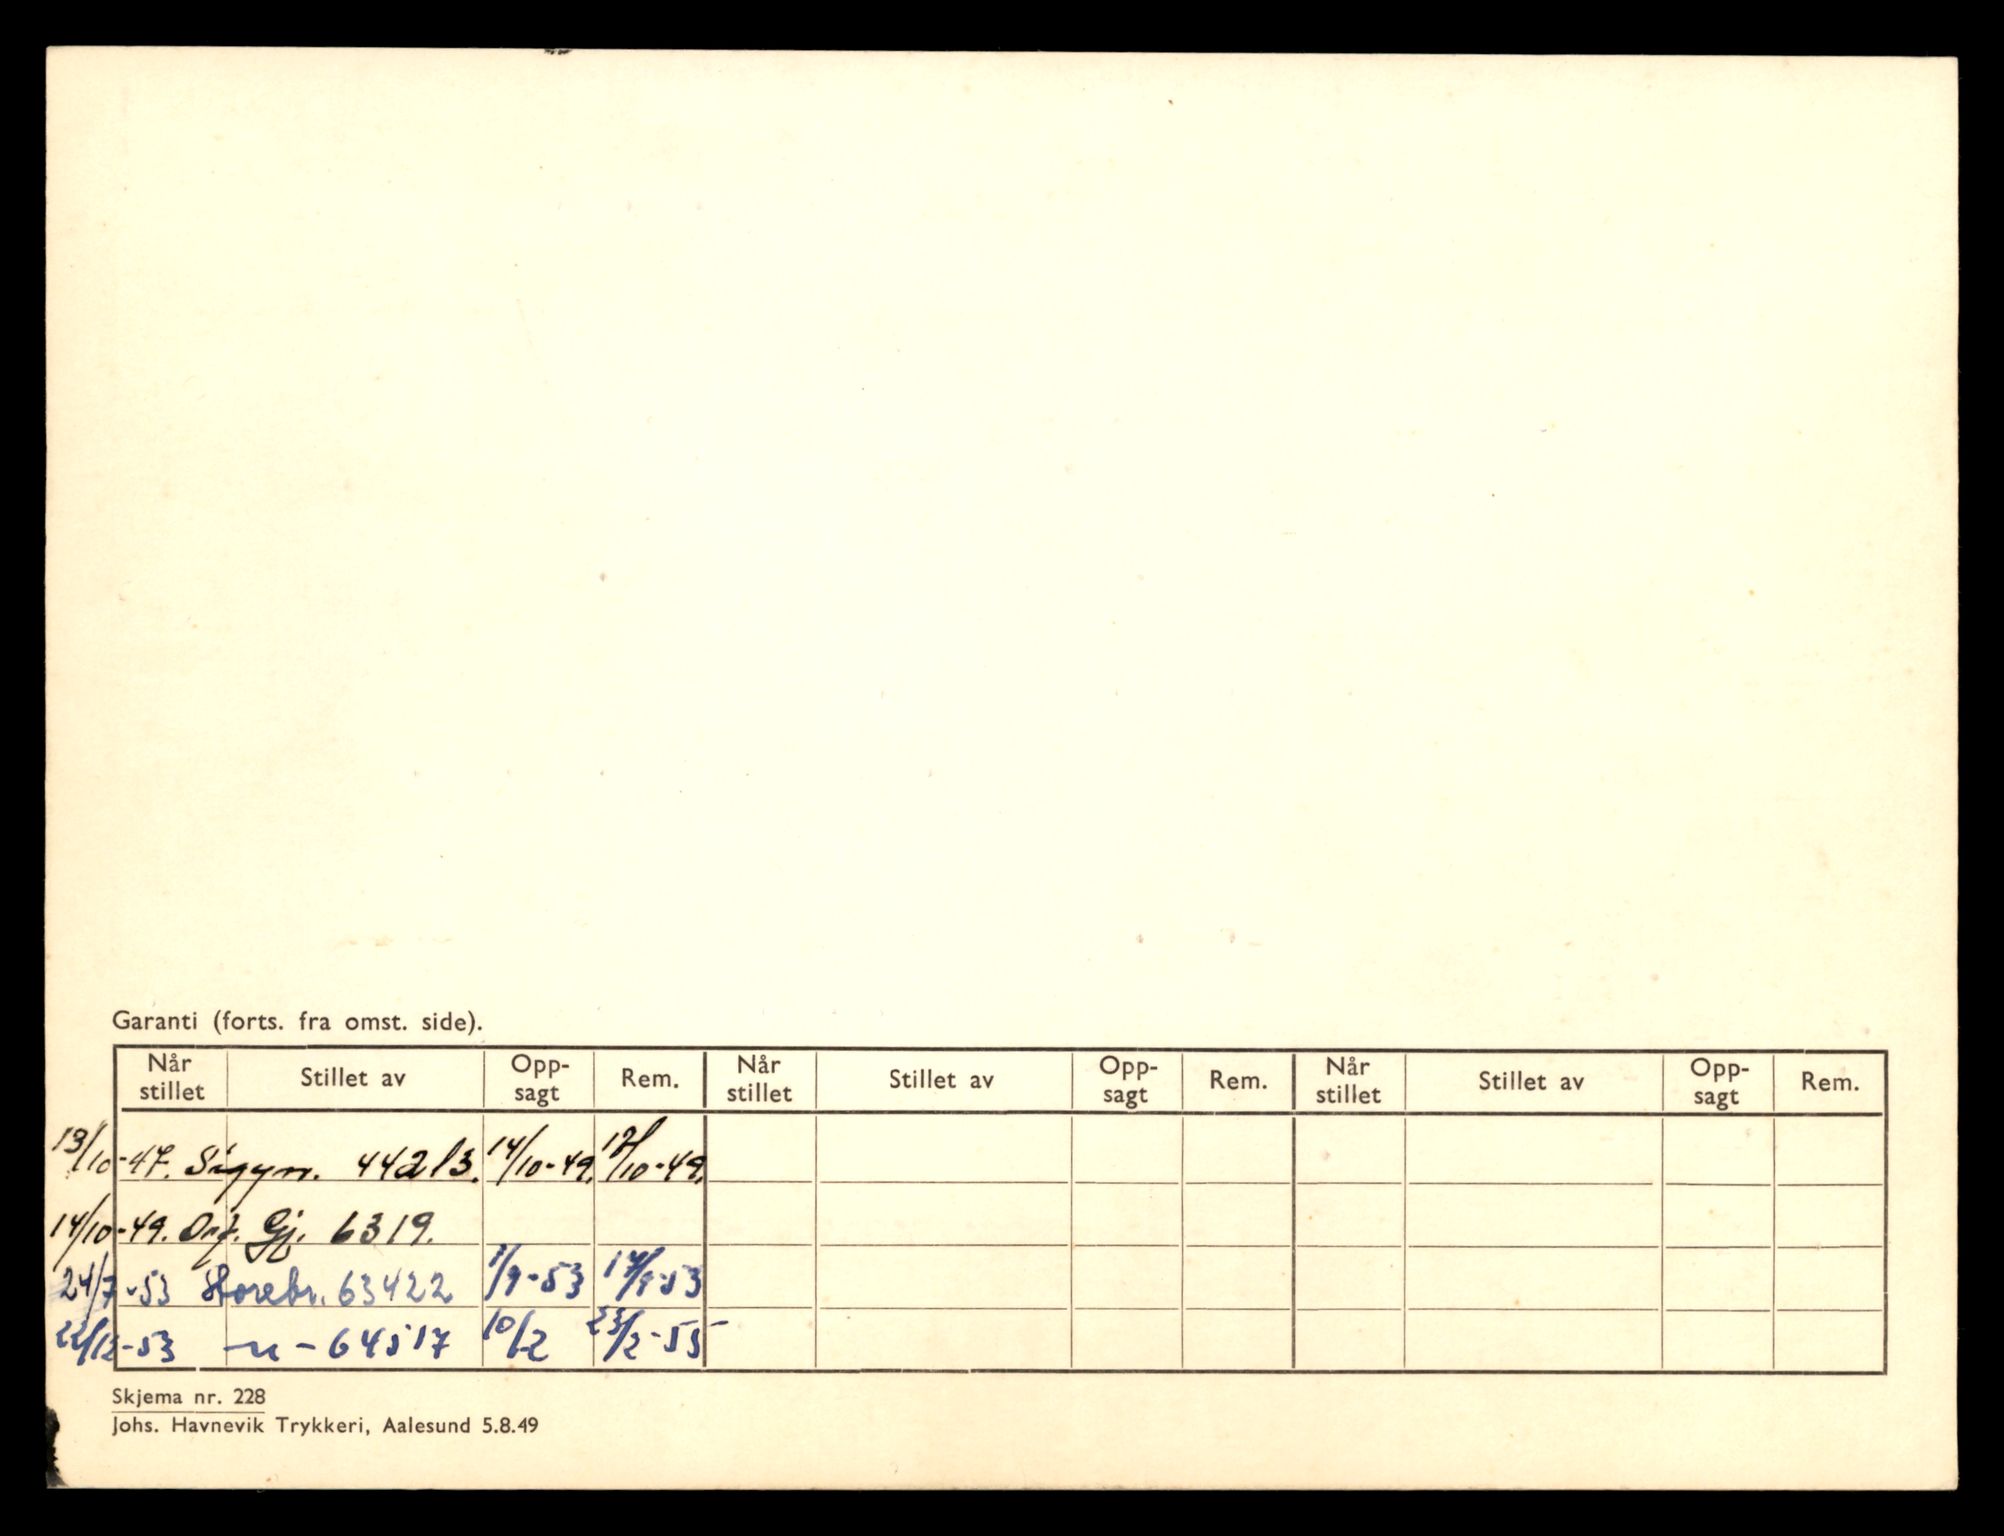 Garanti (forts. fra omst. side).
Når stillet Stillet av Opp-sagt Rem. Når stillet Stillet av Opp-sagt Rem. Når stillet Stillet av Opp-sagt Rem.
13/10-47. Sigyn. 44213. 14/10-49. /10-49.
14/10-49. Gj. 6319.
24/7-53 Storebr. 63422 1/9-53 /9-53
22/12-53 -"- 64517 10/2 23/2-55
Skjema nr. 228
Johs. Havnevik Trykkeri, Aalesund 5.8.49